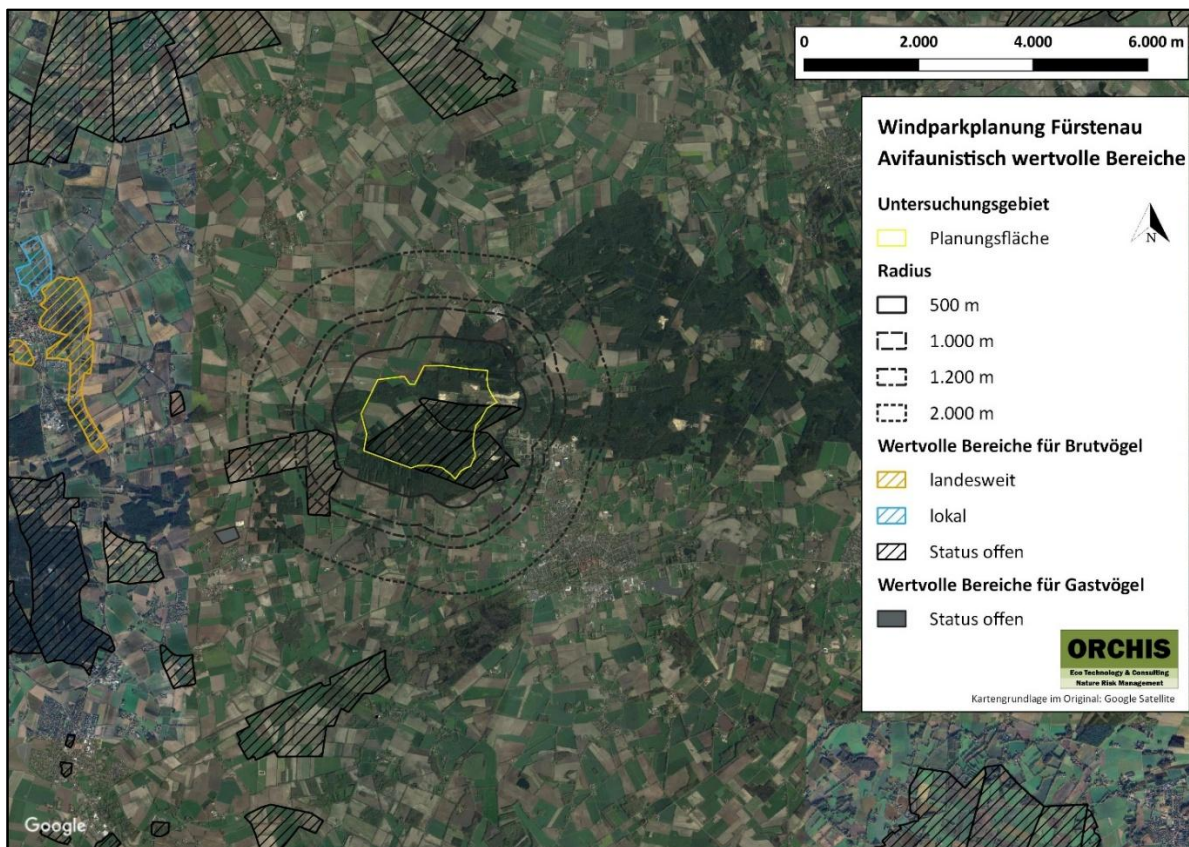 0 2.000 4.000 6.000 m
Windparkplanung Fürstenau
Avifaunistisch wertvolle Bereiche
Untersuchungsgebiet
Planungsfläche
N
Radius
500 m
1.000 m
1.200 m
2.000 m
Wertvolle Bereiche für Brutvögel
landesweit
lokal
Status offen
Wertvolle Bereiche für Gastvögel
Status offen
ORCHIS
Eco Technology & Consulting
Nature Risk Management
Kartengrundlage im Original: Google Satellite
Google